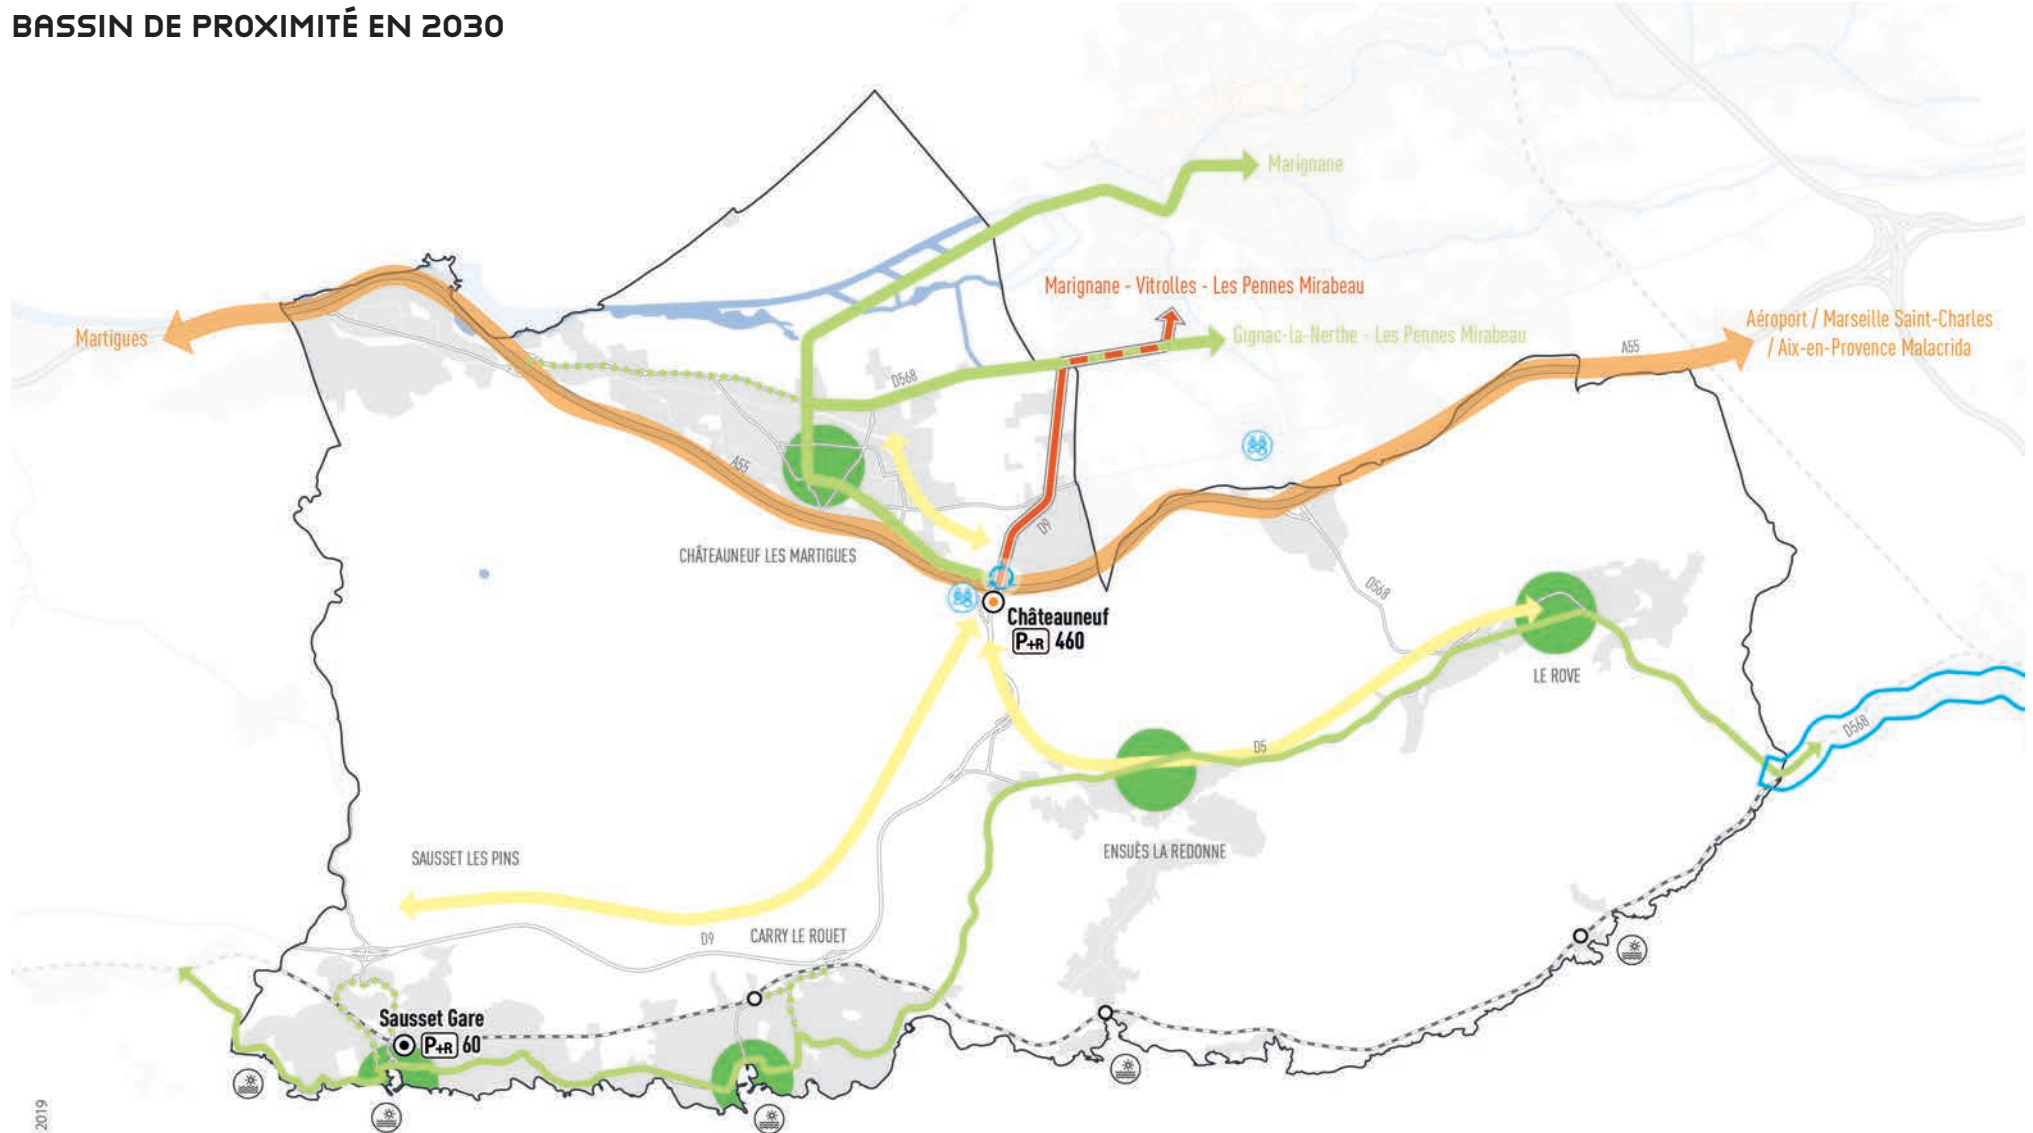 BASSIN DE PROXIMITÉ EN 2030
Marignane
Marignane - Vitrolles - Les Pennes Mirabeau
Martigues
Gignac-la-Nerthe - Les Pennes Mirabeau
Aéroport / Marseille Saint-Charles
/ Aix-en-Provence Malacrida
A55
D568
A55
D9
CHÂTEAUNEUF LES MARTIGUES
D568
Châteauneuf
P+R 460
LE ROVE
D568
D5
SAUSSET LES PINS
ENSUÈS LA REDONNE
D9
CARRY LE ROUET
Sausset Gare
P+R 60
2019